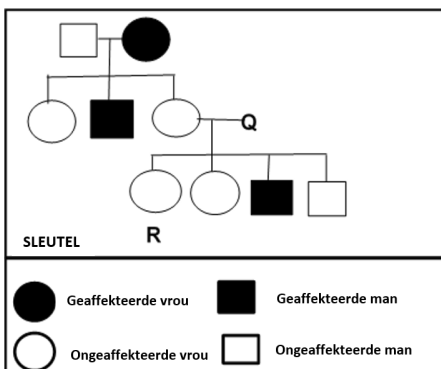 Q
R
SLEUTEL
Geaffekteerde vrou
Geaffekteerde man
Ongeaffekteerde vrou
Ongeaffekteerde man